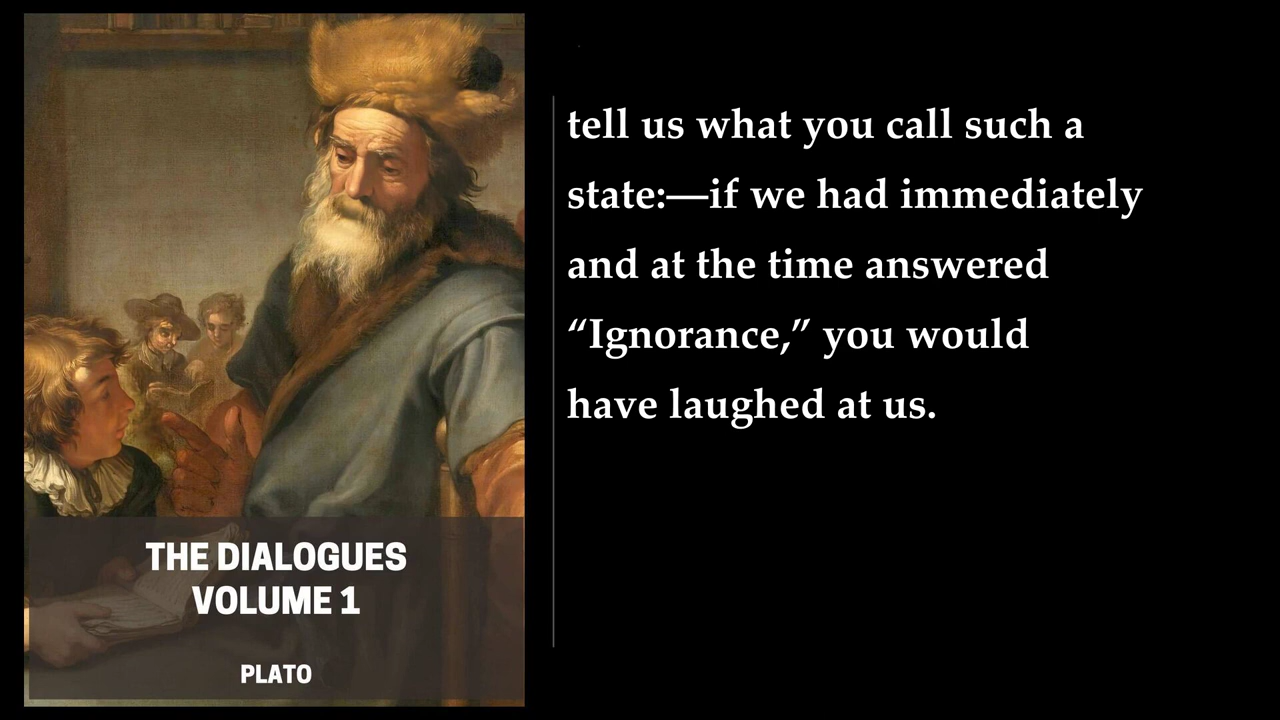 tell us what you call such a
state:—if we had immediately
and at the time answered
“Ignorance,” you would
have laughed at us.
THE DIALOGUES
VOLUME 1
PLATO